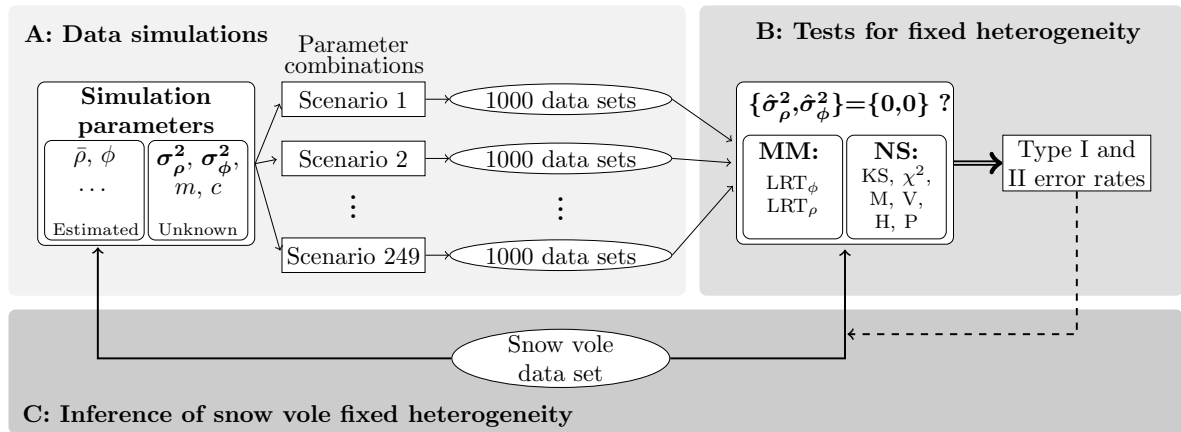 A: Data simulations
Parameter
combinations
Simulation
parameters
ρ̄, ϕ
· · ·
Estimated
σ²ρ, σ²ϕ,
m, c
Unknown
Scenario 1
1000 data sets
Scenario 2
1000 data sets
⋮
⋮
Scenario 249
1000 data sets
B: Tests for fixed heterogeneity
{σ̂²ρ,σ̂²ϕ}={0,0} ?
MM:
LRTϕ
LRTρ
NS:
KS, χ²,
M, V,
H, P
Type I and
II error rates
Snow vole
data set
C: Inference of snow vole fixed heterogeneity